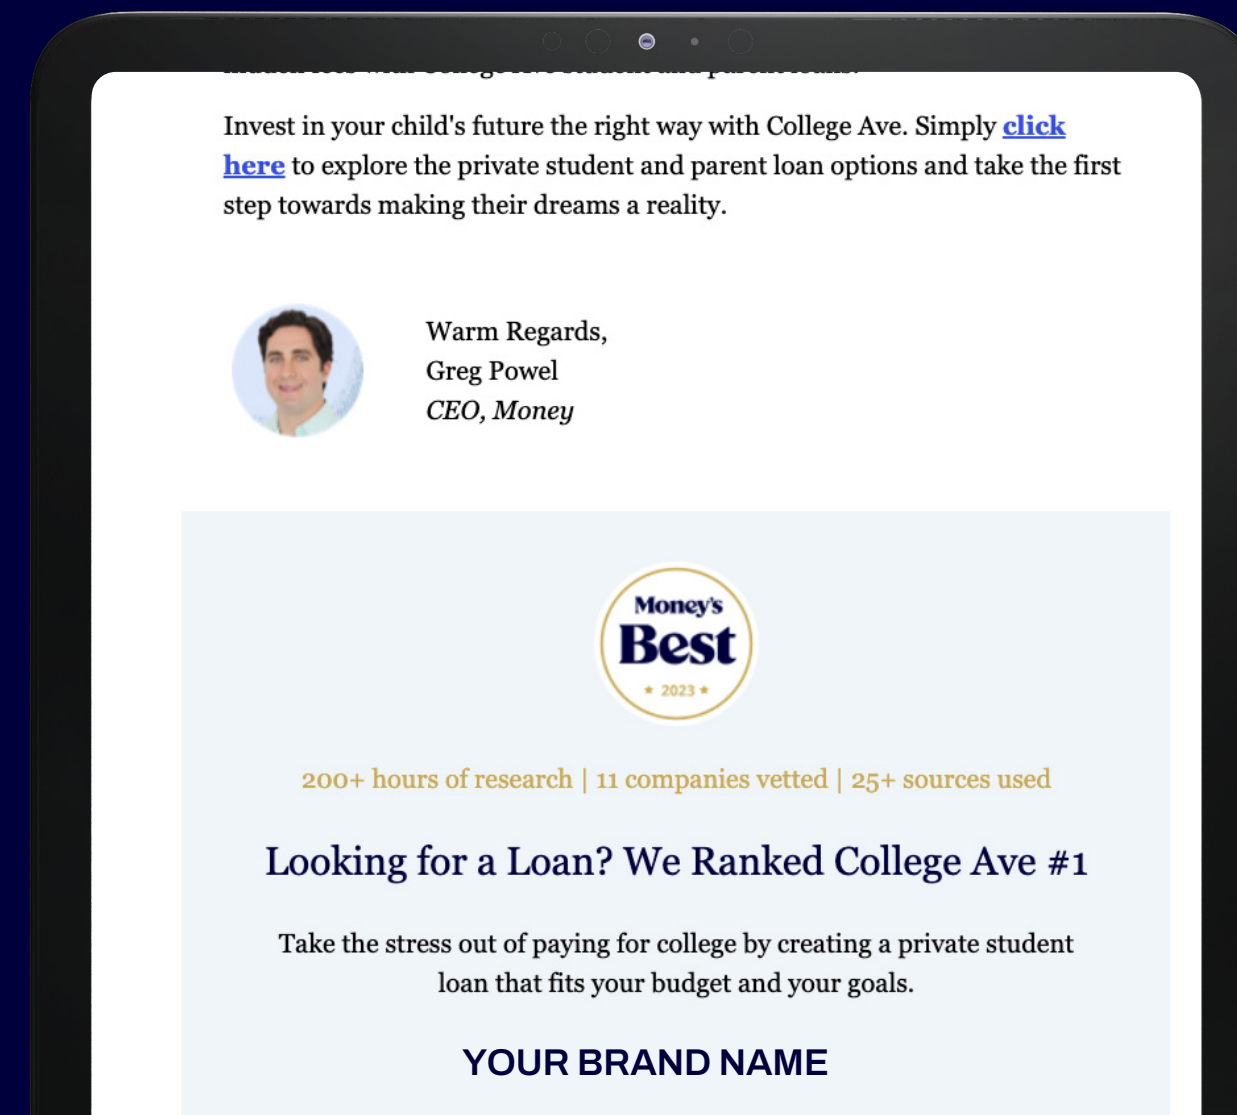 Invest in your child's future the right way with College Ave. Simply click
here to explore the private student and parent loan options and take the first
step towards making their dreams a reality.
Warm Regards,
Greg Powel
CEO, Money
Money's
Best
★ 2023 ★
200+ hours of research | 11 companies vetted | 25+ sources used
Looking for a Loan? We Ranked College Ave #1
Take the stress out of paying for college by creating a private student
loan that fits your budget and your goals.
YOUR BRAND NAME